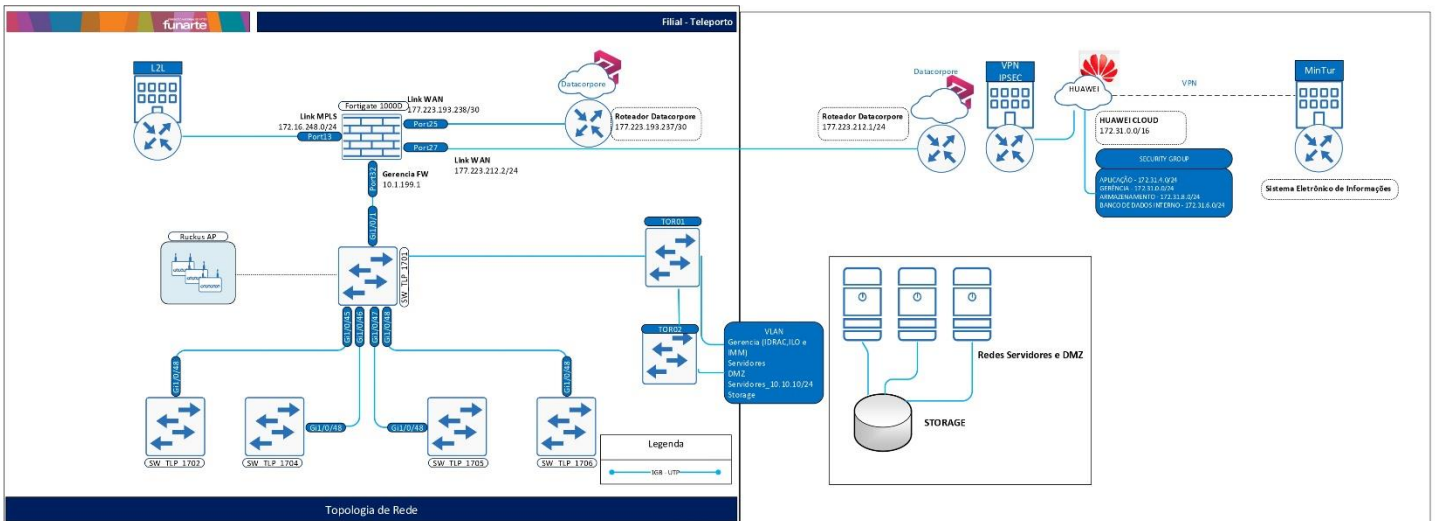 funarte
Filial - Teleporto
L2L
Fortigate 1000D
Link WAN
177.223.193.238/30
Link MPLS
172.16.248.0/24
Port13
Port25
Port27
Port32
Link WAN
177.223.212.2/24
Gerencia FW
10.1.199.1
Datacorpore
Roteador Datacorpore
177.223.193.237/30
Roteador Datacorpore
177.223.212.1/24
Datacorpore
VPN
IPSEC
HUAWEI
VPN
MinTur
HUAWEI CLOUD
172.31.0.0/16
SECURITY GROUP
APLICAÇÃO - 172.31.4.0/24
GERÊNCIA - 172.31.0.0/24
ARMAZENAMENTO - 172.31.8.0/24
BANCO DE DADOS INTERNO - 172.31.6.0/24
Sistema Eletrônico de Informações
Gi1/0/1
Ruckus AP
SW_TLP_1701
TOR01
TOR02
Gi1/0/45
Gi1/0/46
Gi1/0/47
Gi1/0/48
Gi1/0/48
Gi1/0/48
Gi1/0/48
Gi1/0/48
SW_TLP_1702
SW_TLP_1704
SW_TLP_1705
SW_TLP_1706
VLAN
Gerencia (IDRAC,ILO e
IMM)
Servidores
DMZ
Servidores_10.10.10/24
Storage
Redes Servidores e DMZ
STORAGE
Legenda
1GB - UTP
Topologia de Rede